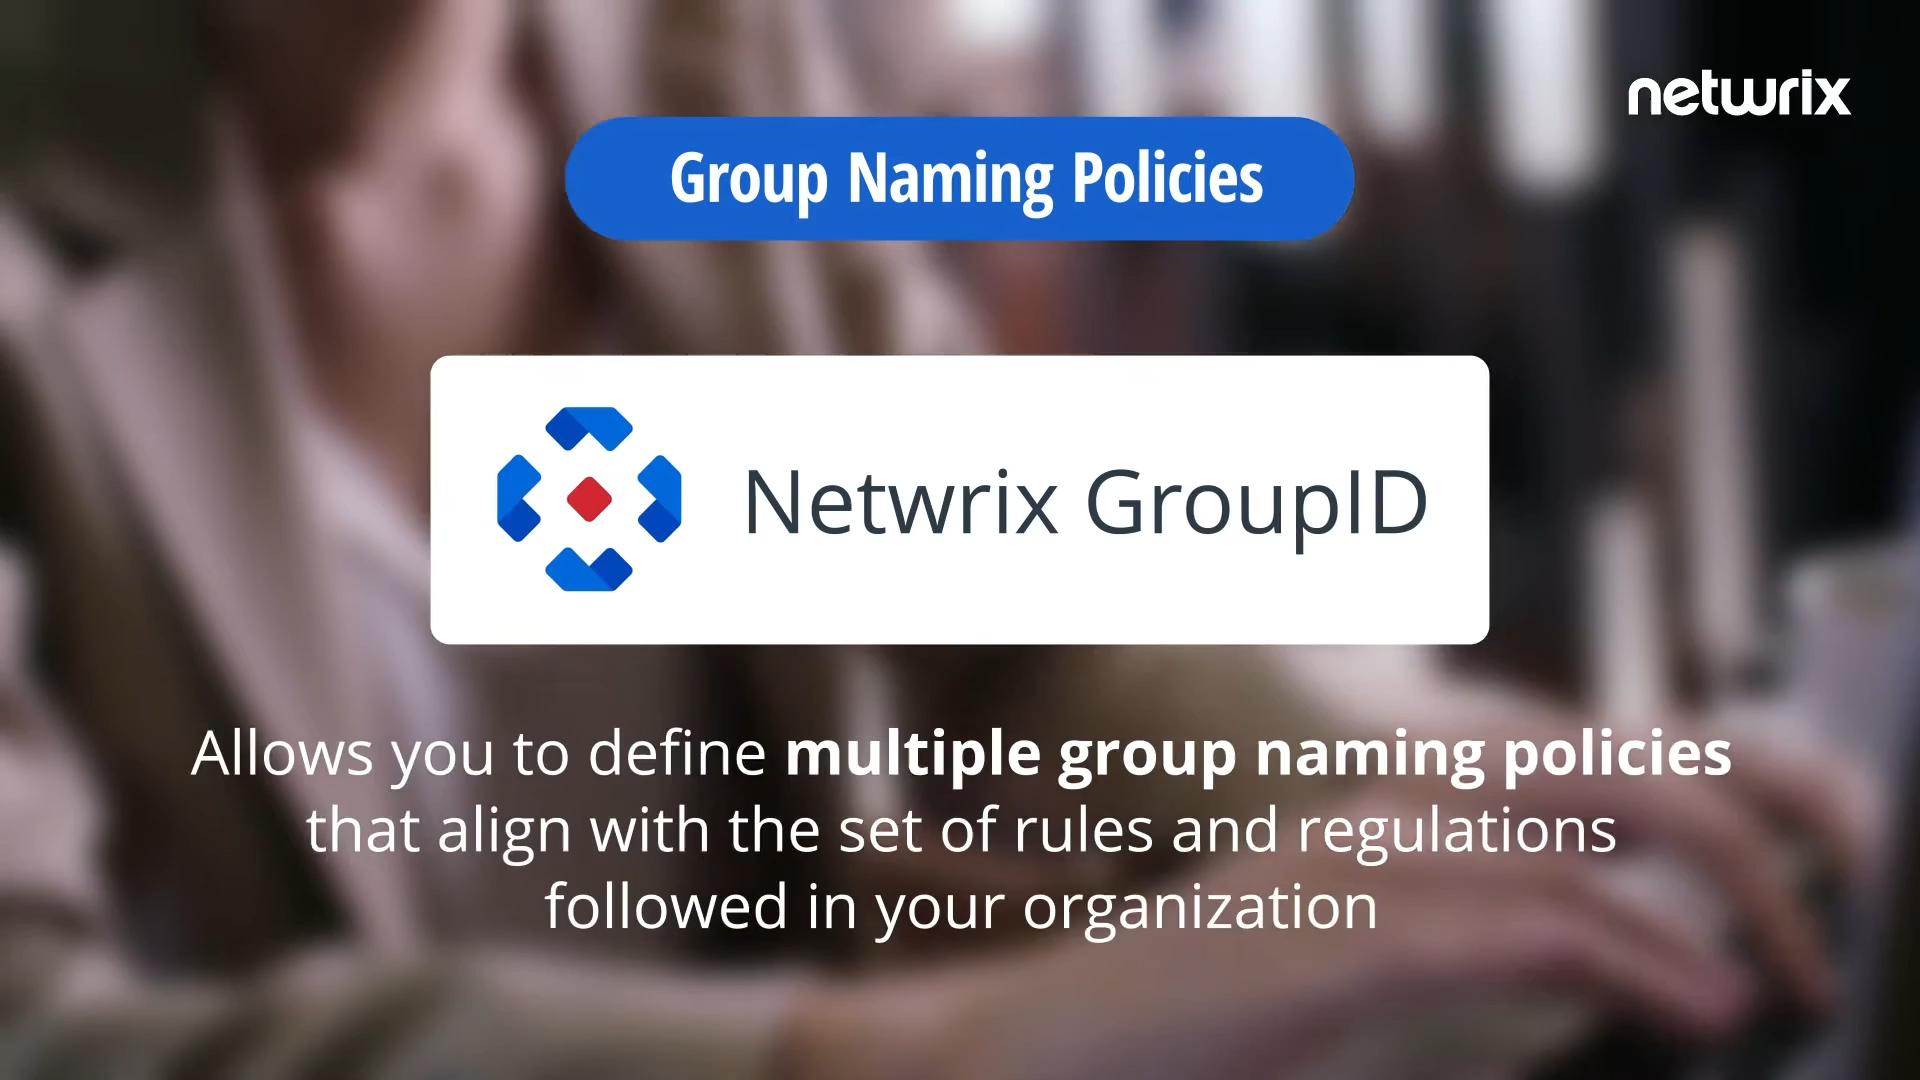 netwrix
Group Naming Policies
Netwrix GroupID
Allows you to define multiple group naming policies
that align with the set of rules and regulations
followed in your organization